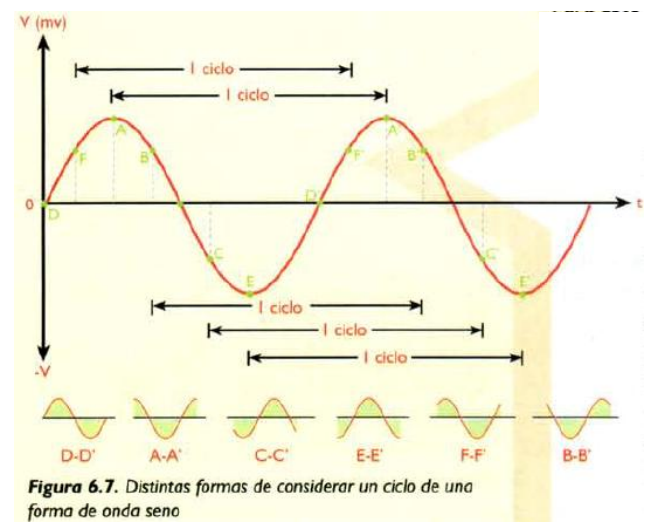 V (mv)
1 ciclo
1 ciclo
A
A'
F
B
F'
B'
0
D
D'
t
C
C'
E
E'
1 ciclo
1 ciclo
1 ciclo
-V
D-D' A-A' C-C' E-E' F-F' B-B'
Figura 6.7. Distintas formas de considerar un ciclo de una
forma de onda seno